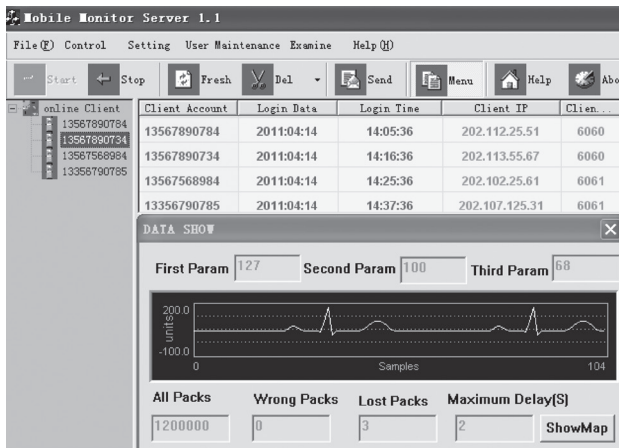 Mobile Monitor Server 1.1
File(F) Control Setting User Maintenance Examine Help(H)
Start Stop Fresh Del Send Menu Help Abo
online Client
13567890784
13567890734
13567568984
13356790785
Client Account Login Data Login Time Client IP Clien...
13567890784 2011:04:14 14:05:36 202.112.25.51 6060
13567890734 2011:04:14 14:16:36 202.113.55.67 6060
13567568984 2011:04:14 14:25:36 202.102.25.61 6061
13356790785 2011:04:14 14:37:36 202.107.125.31 6061
DATA SHOW
First Param 127 Second Param 100 Third Param 68
200.0
units
-100.0
0 Samples 104
All Packs Wrong Packs Lost Packs Maximum Delay(S)
1200000 0 3 2 ShowMap